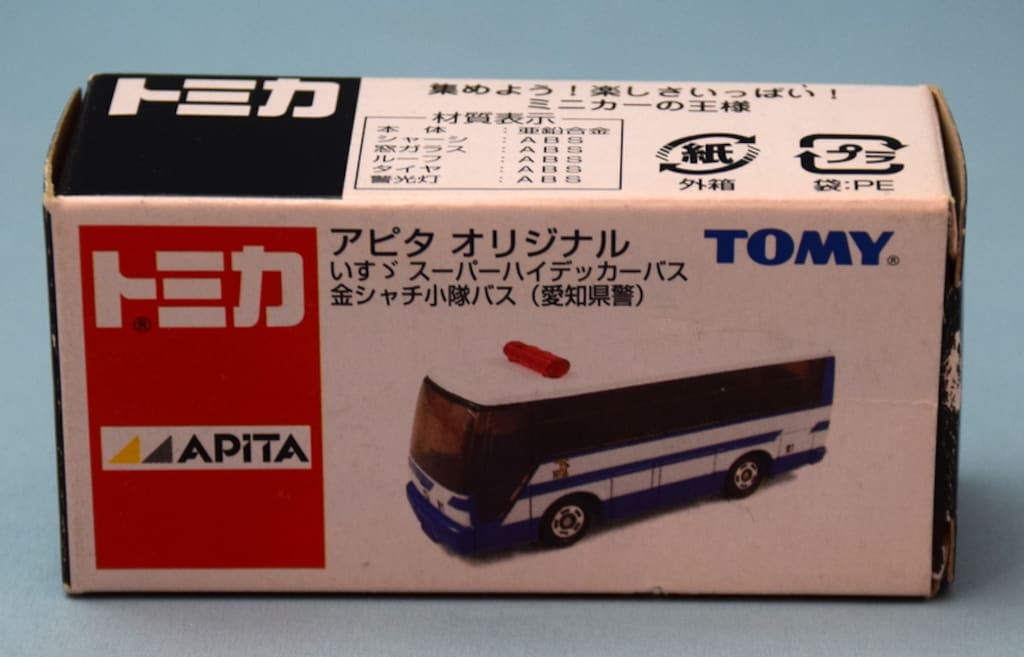 トミカ
集めよう！楽しさいっぱい！
ミニカーの王様
材質表示
本体：亜鉛合金
シャーシ：ABS
窓ガラス：ABS
ルーフ：ABS
タイヤ：ABS
警光灯：ABS
紙
外箱
プラ
袋:PE
トミカ®
APiTA
アピタ オリジナル
いすゞ スーパーハイデッカーバス
金シャチ小隊バス（愛知県警）
TOMY®